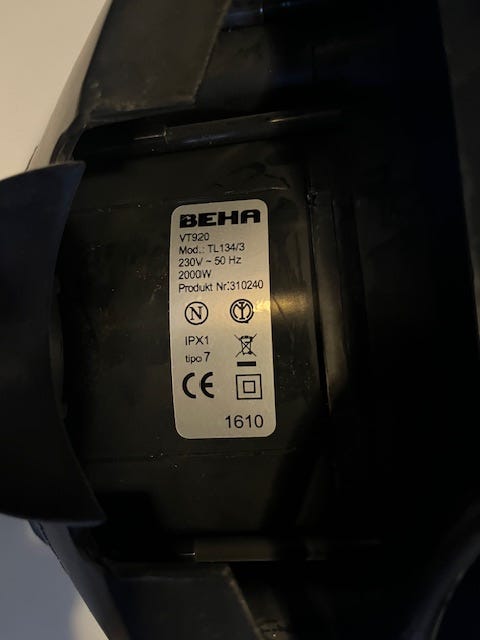 BEHA
VT920
Mod.: TL134/3
230V ~ 50 Hz
2000W
Produkt Nr:310240
N
IPX1
tipo 7
CE
1610